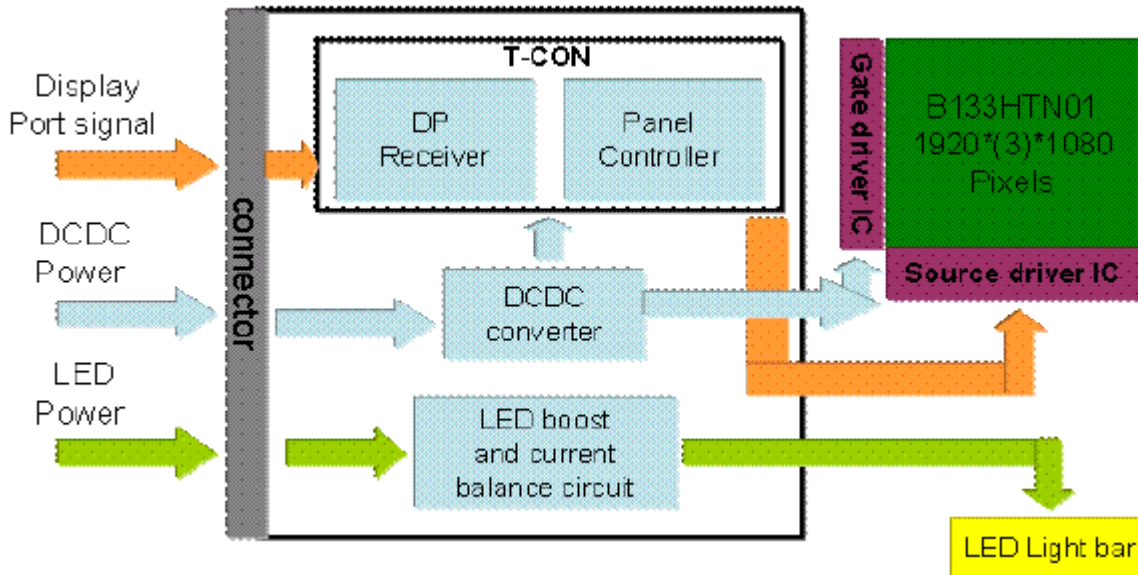 Display
Port signal
DCDC
Power
LED
Power
connector
T-CON
DP
Receiver
Panel
Controller
DCDC
converter
LED boost
and current
balance circuit
Gate driver IC
B133HTN01
1920*(3)*1080
Pixels
Source driver IC
LED Light bar